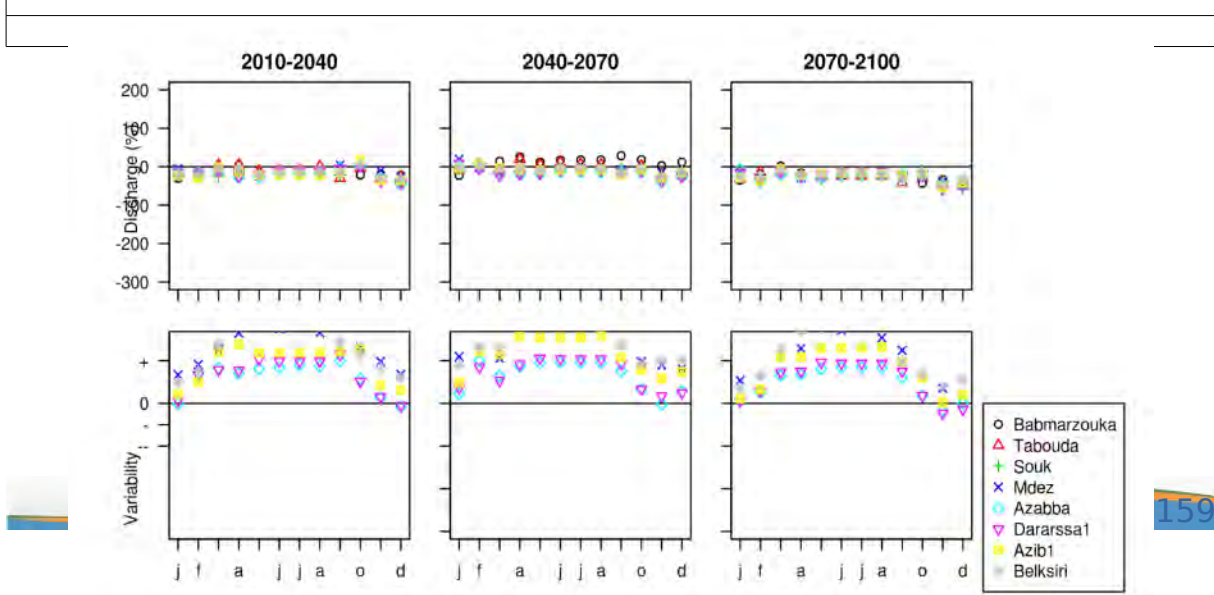 2010-2040 2040-2070 2070-2100
Discharge (%)
200
100
0
-100
-200
-300
j f a j j a o d
j f a j j a o d
j f a j j a o d
Variability
+
0
-
j f a j a o d
j f a j j a o d
j f a j a o d
Babmarzouka
Tabouda
Souk
Mdez
Azabba
Dararssa1
Azib1
Belksiri
159